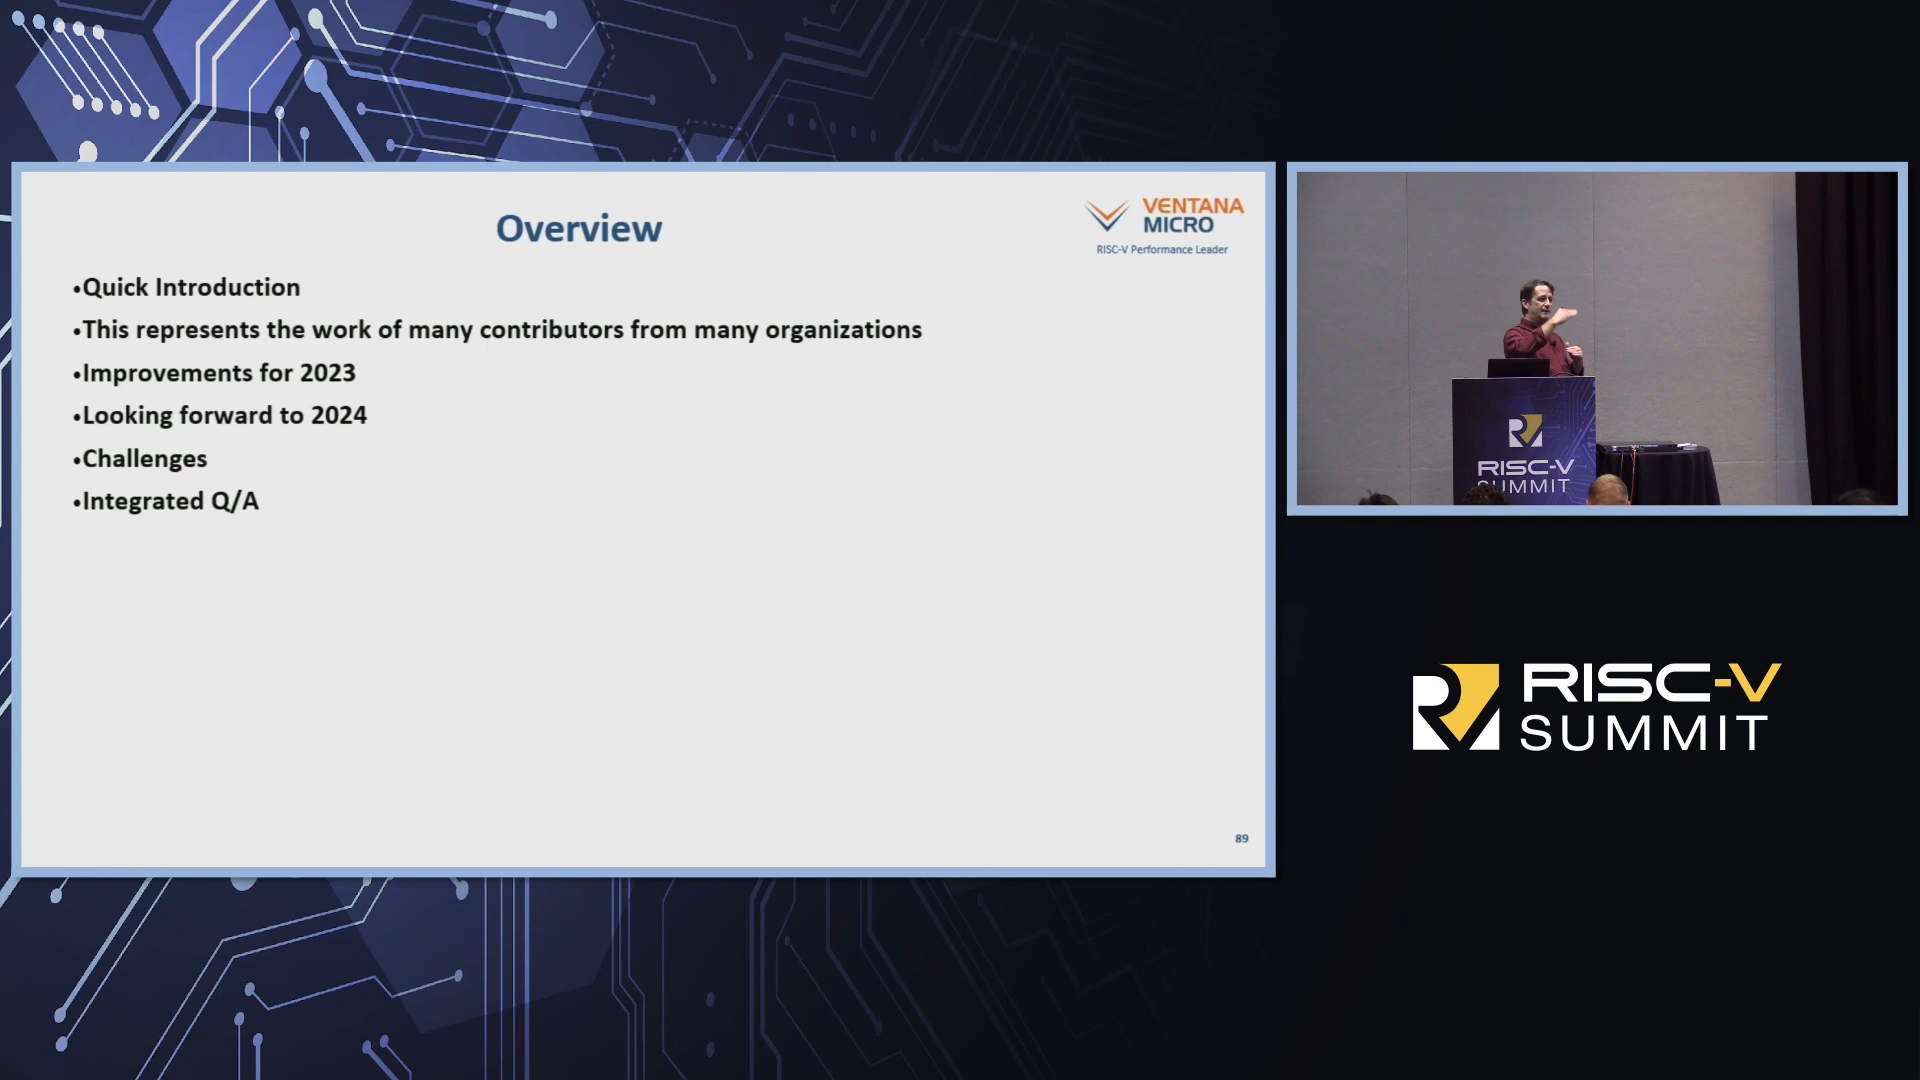 Overview
VENTANA
MICRO
RISC-V Performance Leader
•Quick Introduction
•This represents the work of many contributors from many organizations
•Improvements for 2023
•Looking forward to 2024
•Challenges
•Integrated Q/A
89
RISC-V
SUMMIT
RISC-V
SUMMIT